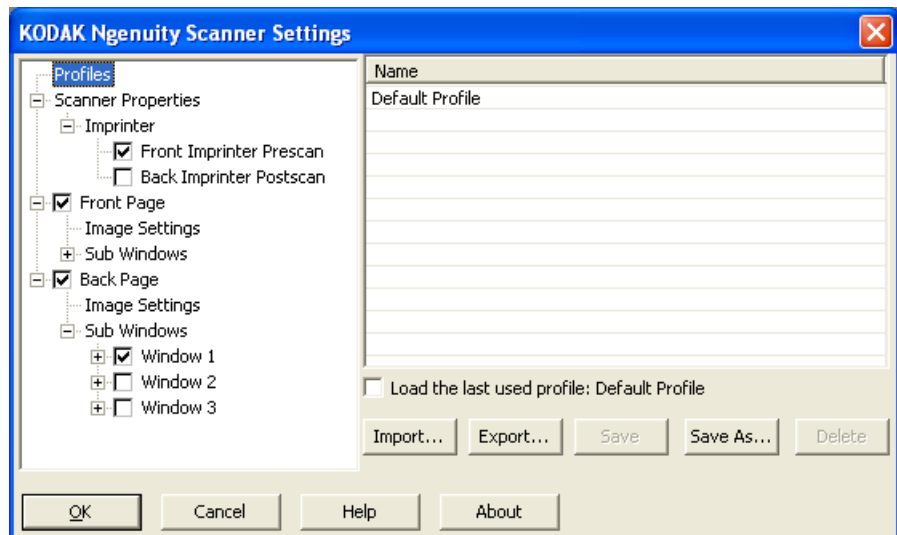 KODAK Ngenuity Scanner Settings
Profiles
Scanner Properties
Imprinter
Front Imprinter Prescan
Back Imprinter Postscan
Front Page
Image Settings
Sub Windows
Back Page
Image Settings
Sub Windows
Window 1
Window 2
Window 3
Name
Default Profile
Load the last used profile: Default Profile
Import...
Export...
Save
Save As...
Delete
OK
Cancel
Help
About